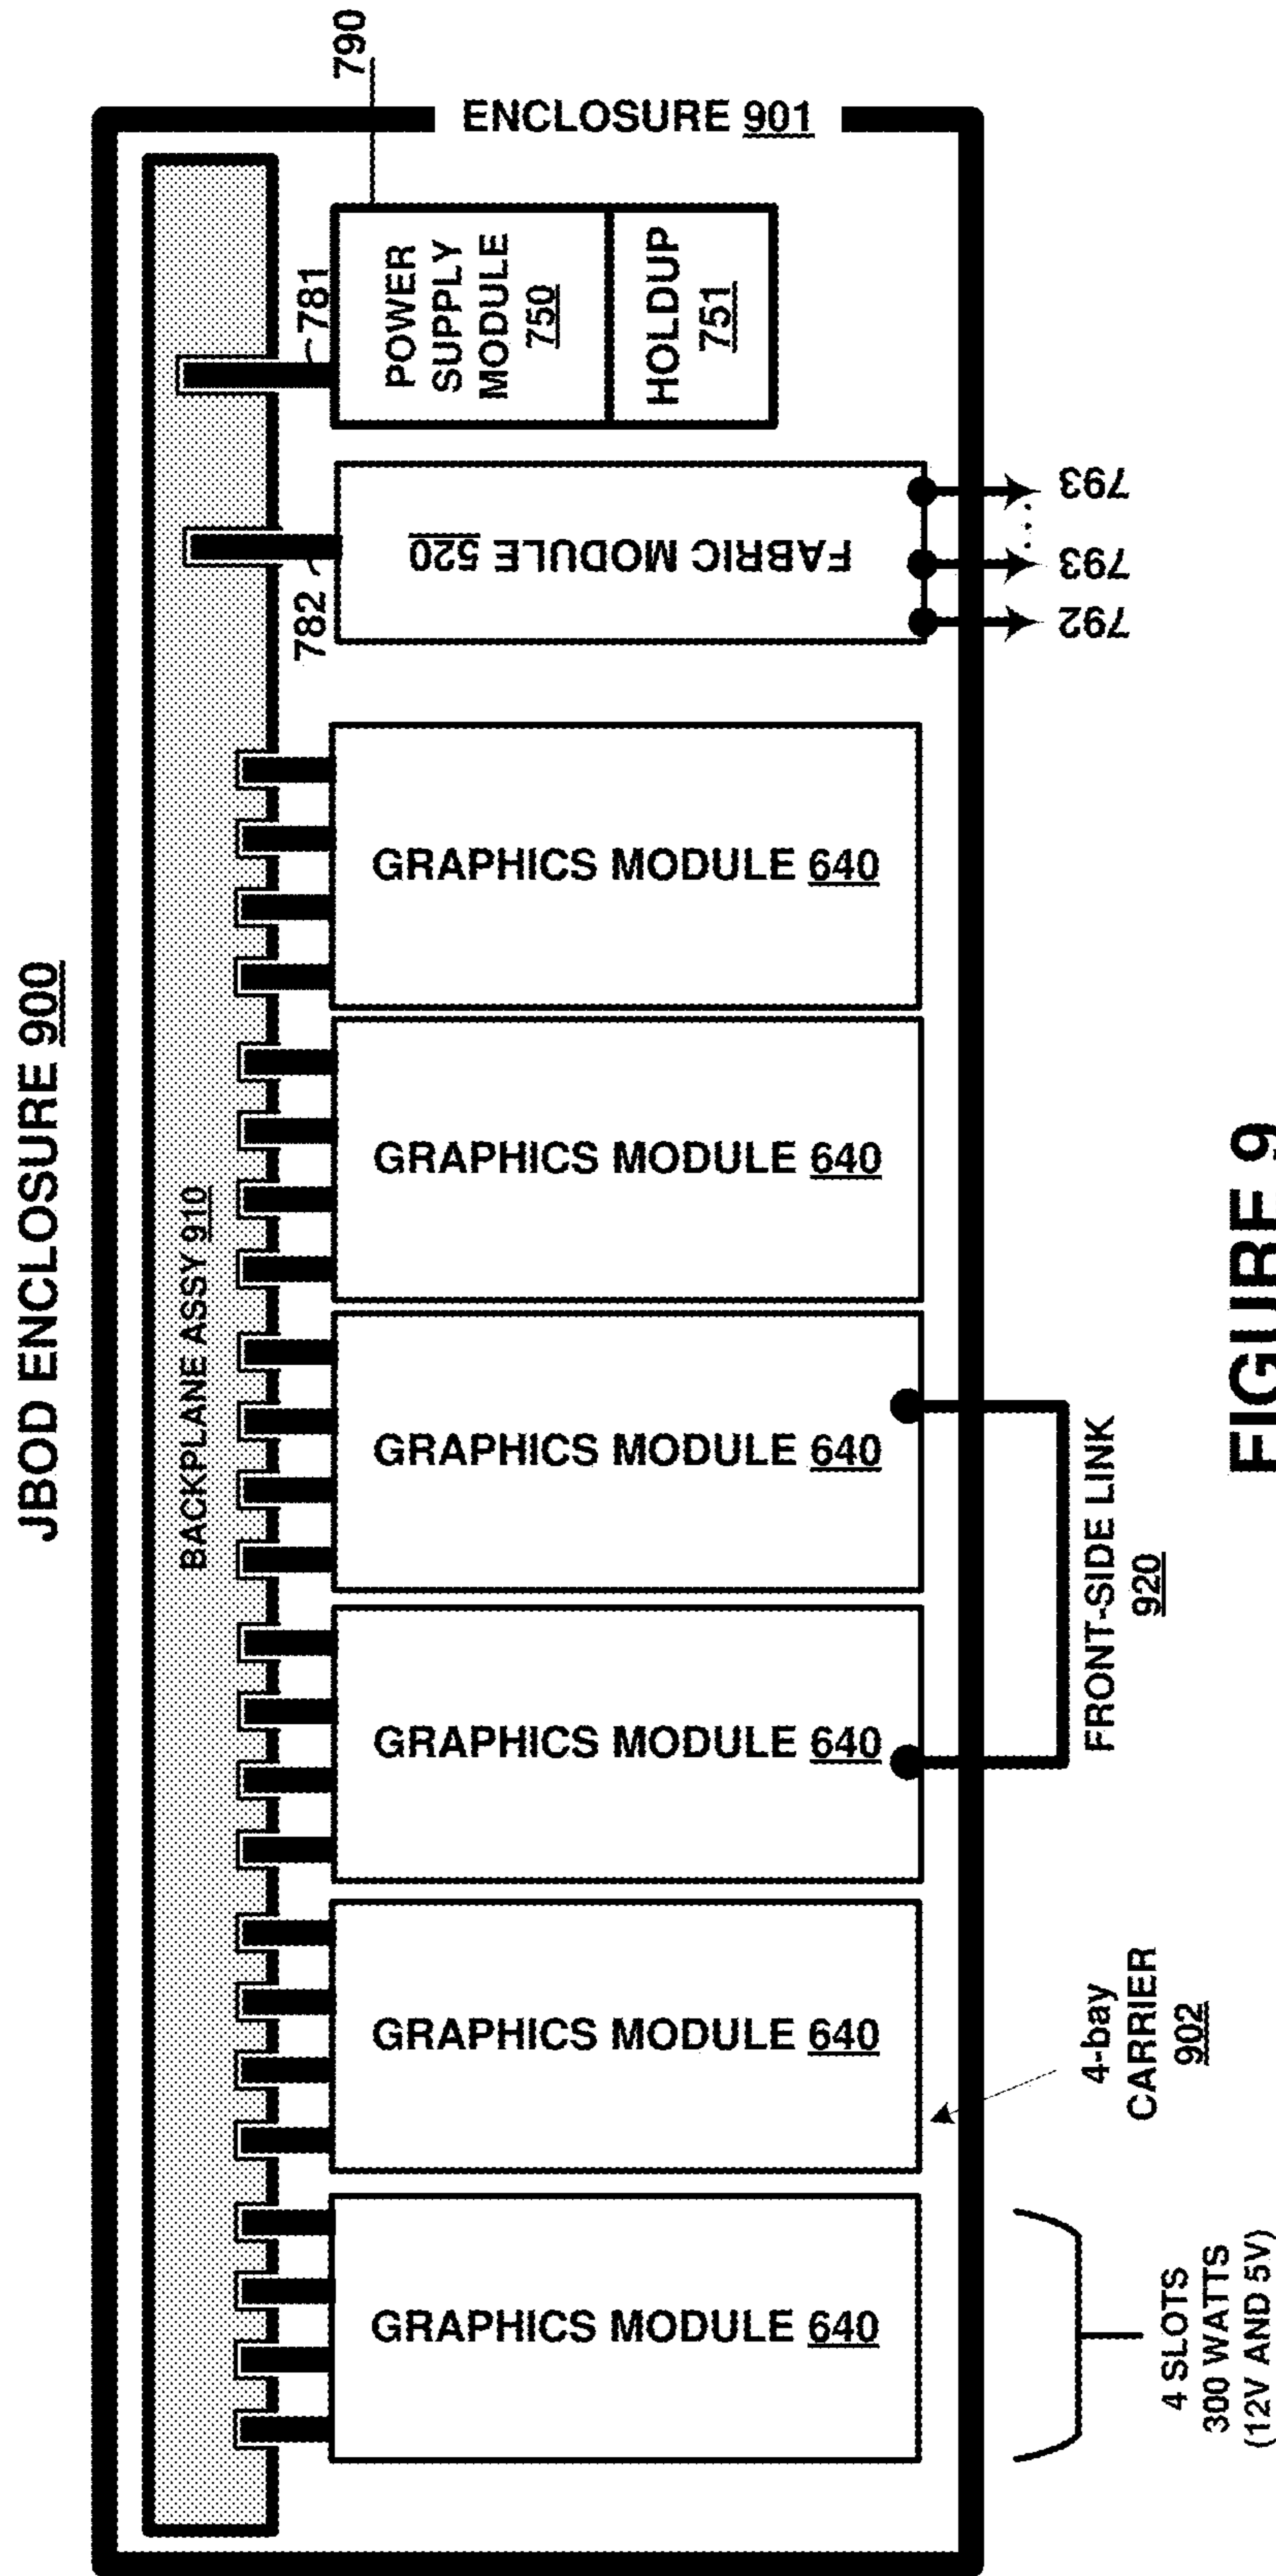 JBOD ENCLOSURE 900
BACKPLANE ASSY 910
ENCLOSURE 901
GRAPHICS MODULE 640
GRAPHICS MODULE 640
GRAPHICS MODULE 640
GRAPHICS MODULE 640
GRAPHICS MODULE 640
GRAPHICS MODULE 640
782
FABRIC MODULE 520
781
POWER
SUPPLY
MODULE
750
HOLDUP
751
790
792
793
...
793
4 SLOTS
300 WATTS
(12V AND 5V)
4-bay
CARRIER
902
FRONT-SIDE LINK
920
FIGURE 9